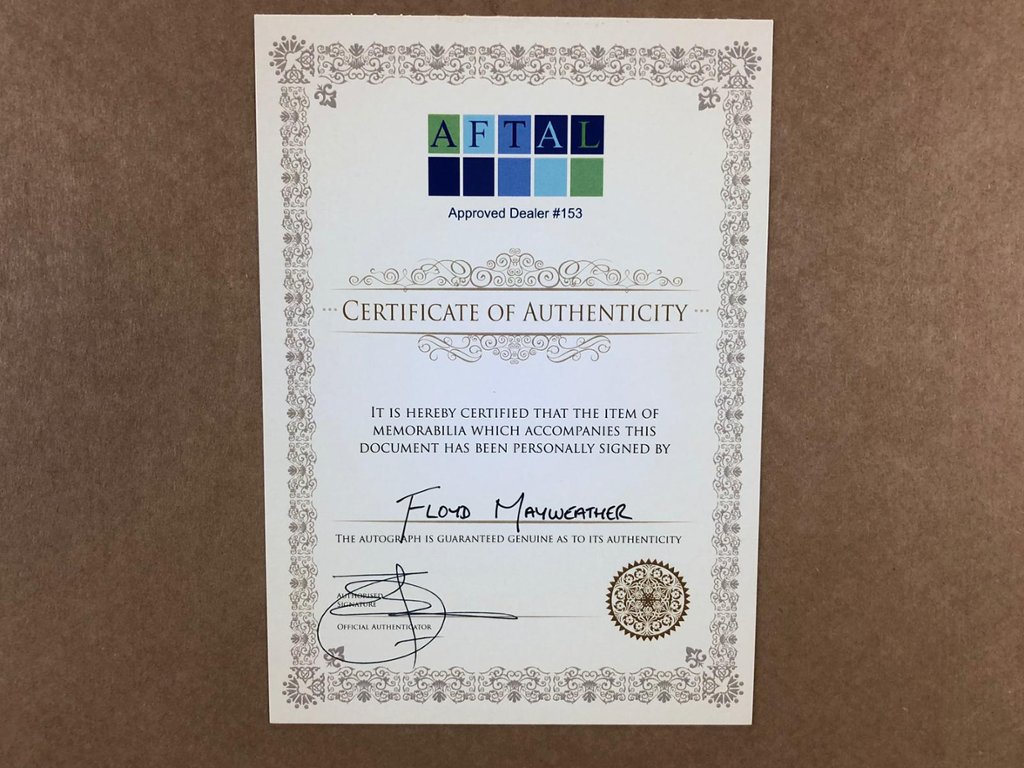 AFTAL
Approved Dealer #153
CERTIFICATE OF AUTHENTICITY
IT IS HEREBY CERTIFIED THAT THE ITEM OF
MEMORABILIA WHICH ACCOMPANIES THIS
DOCUMENT HAS BEEN PERSONALLY SIGNED BY
FLOYD MAYWEATHER
THE AUTOGRAPH IS GUARANTEED GENUINE AS TO ITS AUTHENTICITY
AUTHORISED
SIGNATURE
OFFICIAL AUTHENTICATOR